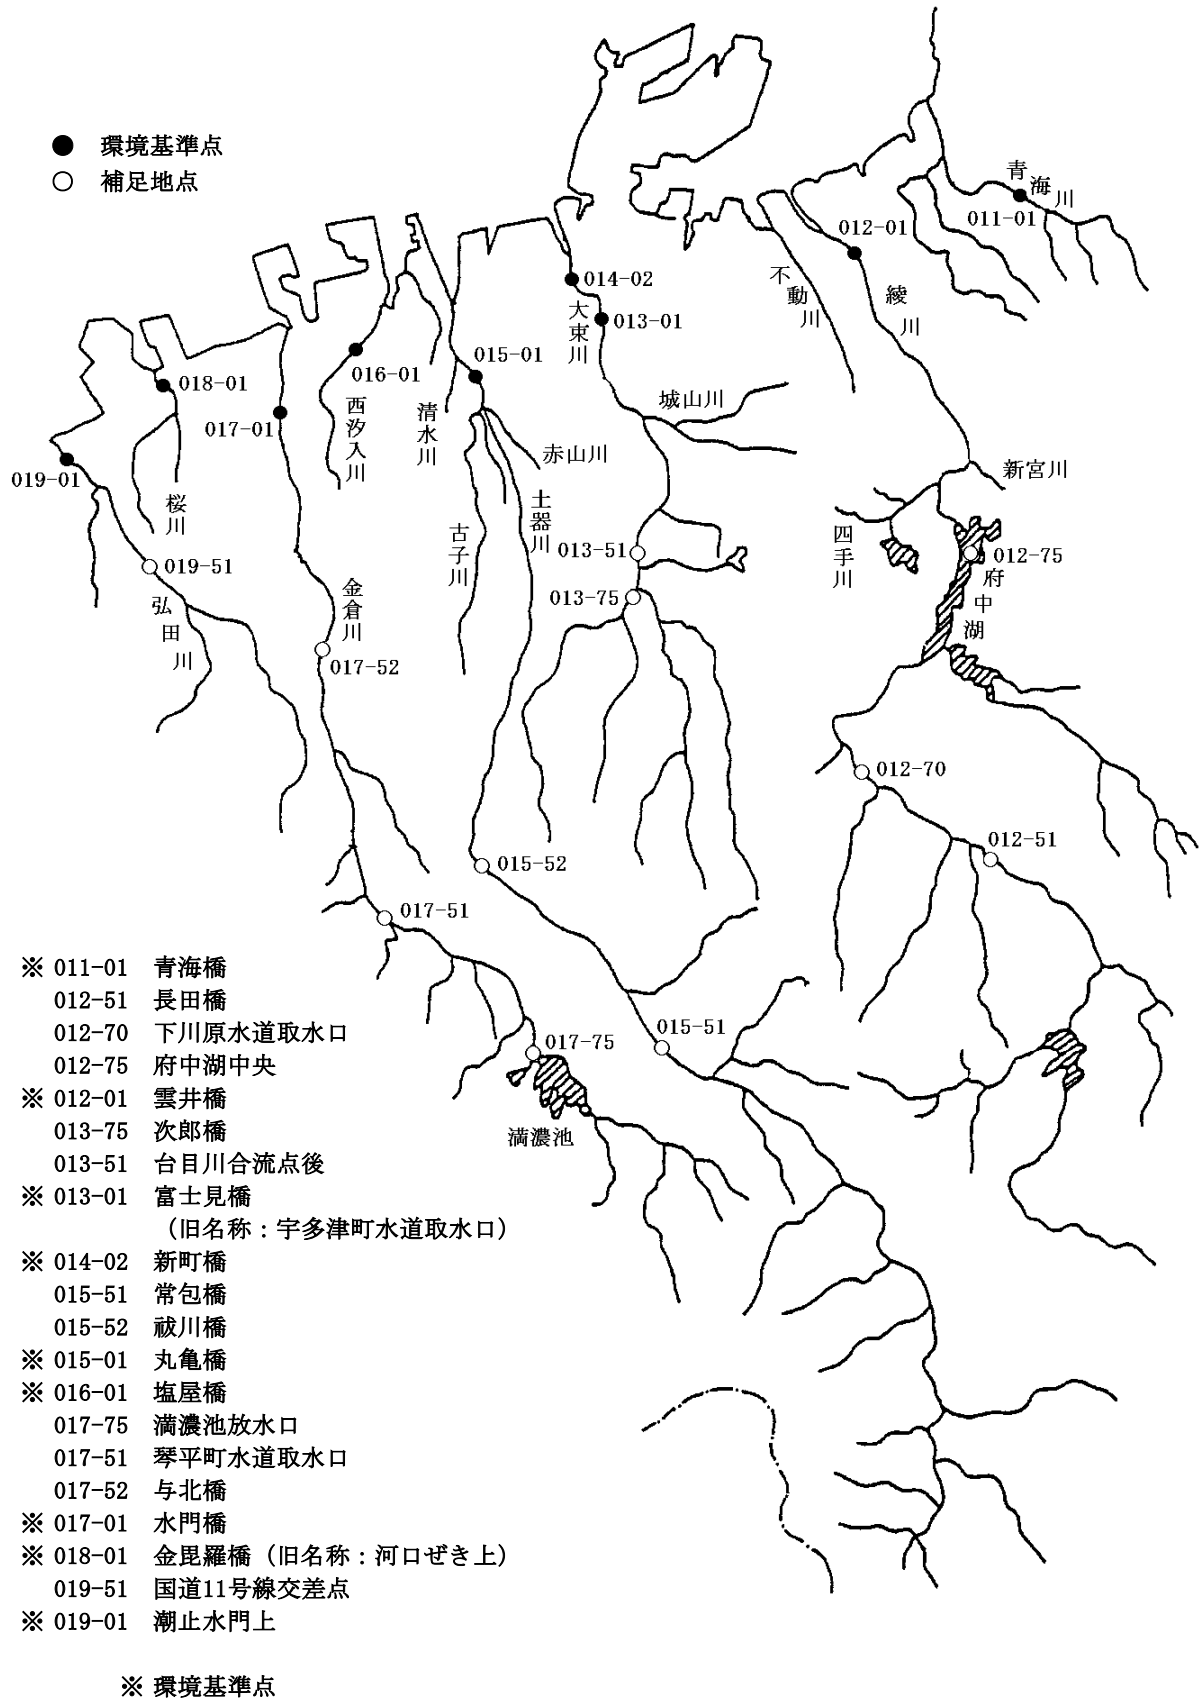 ● 環境基準点
○ 補足地点
青海川
011-01
012-01
不動川
綾川
014-02
大束川
013-01
015-01
016-01
018-01
017-01
西汐入川
清水川
城山川
赤山川
新宮川
019-01
桜川
土器川
古子川
013-51
四手川
012-75
府中湖
019-51
弘田川
金倉川
013-75
017-52
012-70
012-51
015-52
017-51
015-51
017-75
満濃池
※ 011-01 青海橋
012-51 長田橋
012-70 下川原水道取水口
012-75 府中湖中央
※ 012-01 雲井橋
013-75 次郎橋
013-51 台目川合流点後
※ 013-01 富士見橋
（旧名称：宇多津町水道取水口）
※ 014-02 新町橋
015-51 常包橋
015-52 祓川橋
※ 015-01 丸亀橋
※ 016-01 塩屋橋
017-75 満濃池放水口
017-51 琴平町水道取水口
017-52 与北橋
※ 017-01 水門橋
※ 018-01 金毘羅橋（旧名称：河口ぜき上）
019-51 国道11号線交差点
※ 019-01 潮止水門上
※ 環境基準点